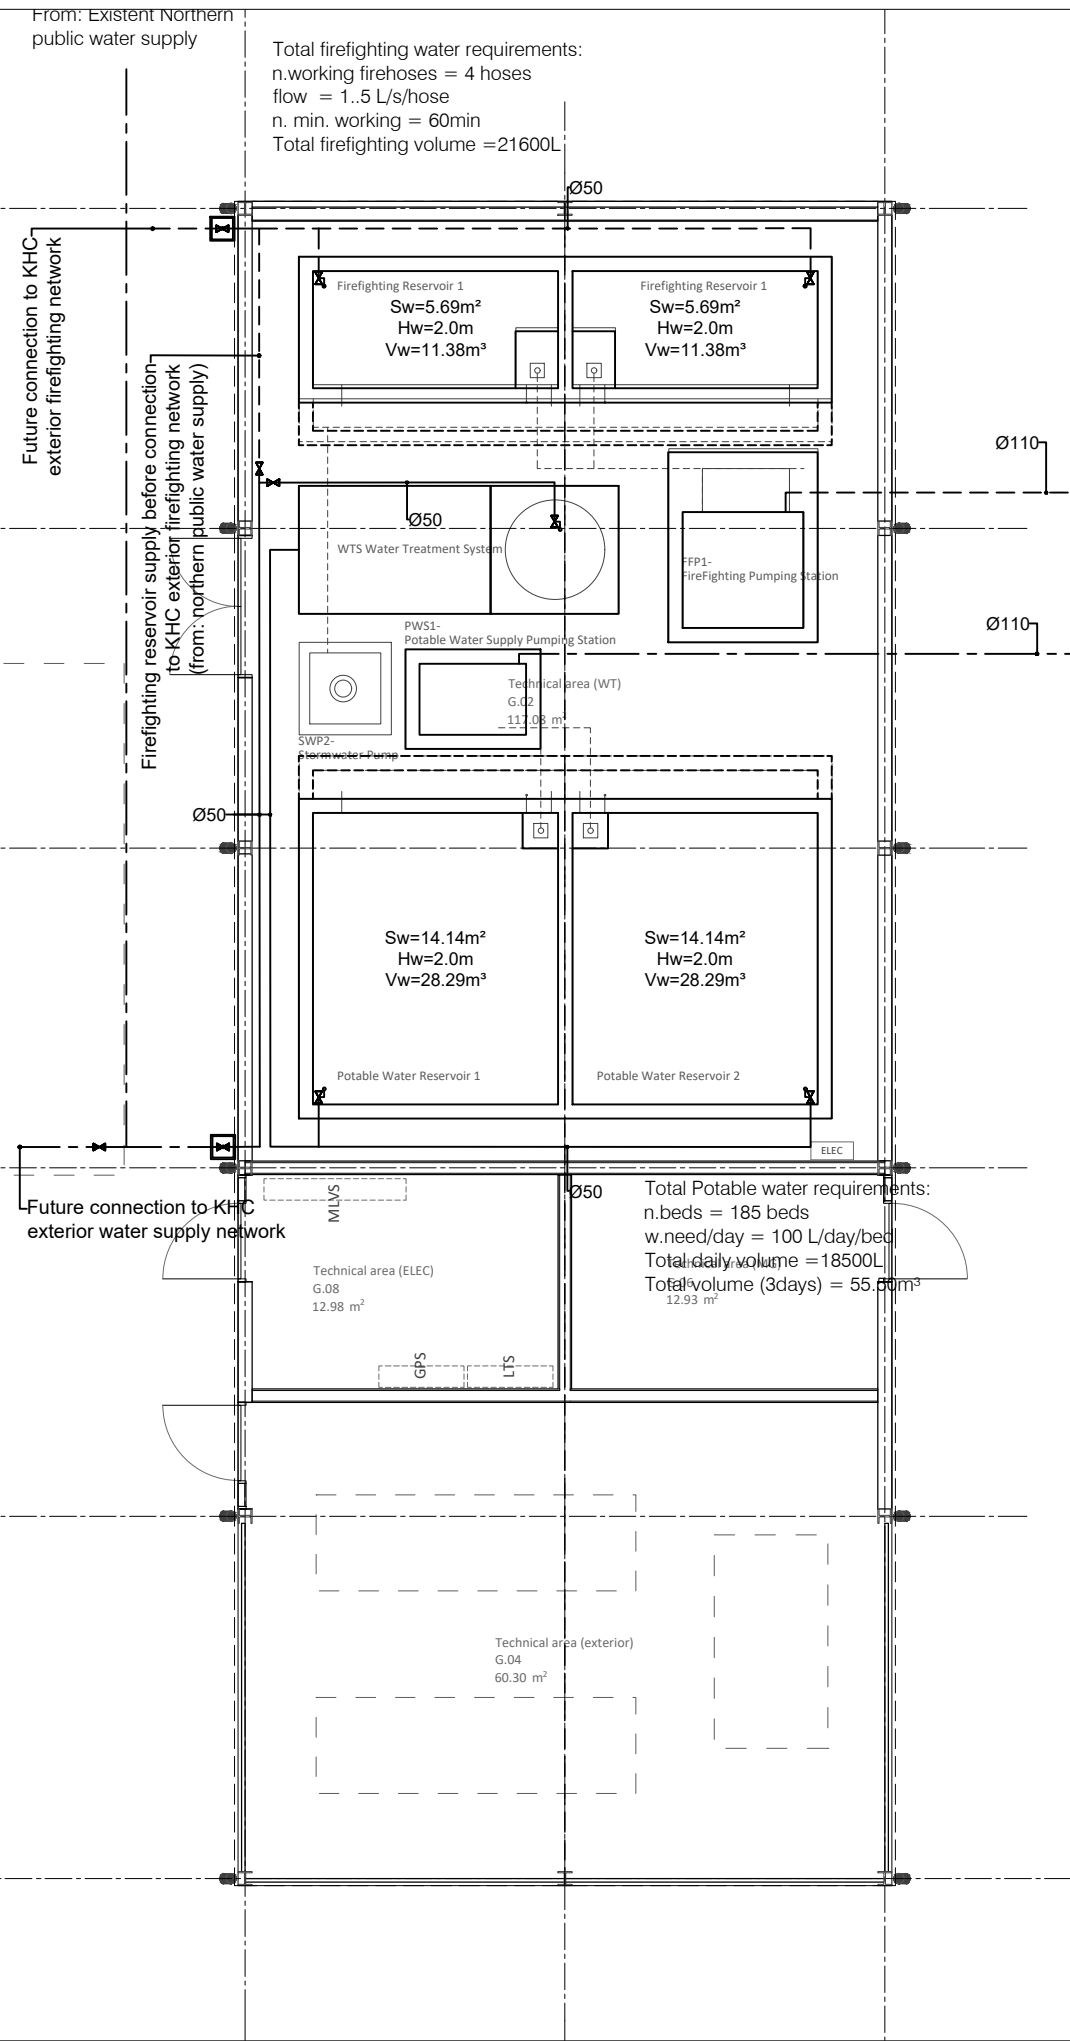 From: Existent Northern
public water supply
Total firefighting water requirements:
n.working firehoses = 4 hoses
flow = 1..5 L/s/hose
n. min. working = 60min
Total firefighting volume =21600L
Ø50
Future connection to KHC
exterior firefighting network
Firefighting Reservoir 1
Sw=5.69m²
Hw=2.0m
Vw=11.38m³
Firefighting Reservoir 1
Sw=5.69m²
Hw=2.0m
Vw=11.38m³
Firefighting reservoir supply before connection
to KHC exterior firefighting network
(from: northern public water supply)
Ø110
Ø50
WTS Water Treatment System
FFP1-
FireFighting Pumping Station
Ø110
PWS1-
Potable Water Supply Pumping Station
Technical area (WT)
G.02
117.08 m²
SWP2-
Stormwater Pump
Ø50
Sw=14.14m²
Hw=2.0m
Vw=28.29m³
Sw=14.14m²
Hw=2.0m
Vw=28.29m³
Potable Water Reservoir 1
Potable Water Reservoir 2
ELEC
Future connection to KHC
exterior water supply network
MLVS
Ø50
Total Potable water requirements:
n.beds = 185 beds
w.need/day = 100 L/day/bed
Total daily volume =18500L
Total volume (3days) = 55.50m³
Technical area (ELEC)
G.08
12.98 m²
Technical area
12.93 m²
GPS
LTS
Technical area (exterior)
G.04
60.30 m²